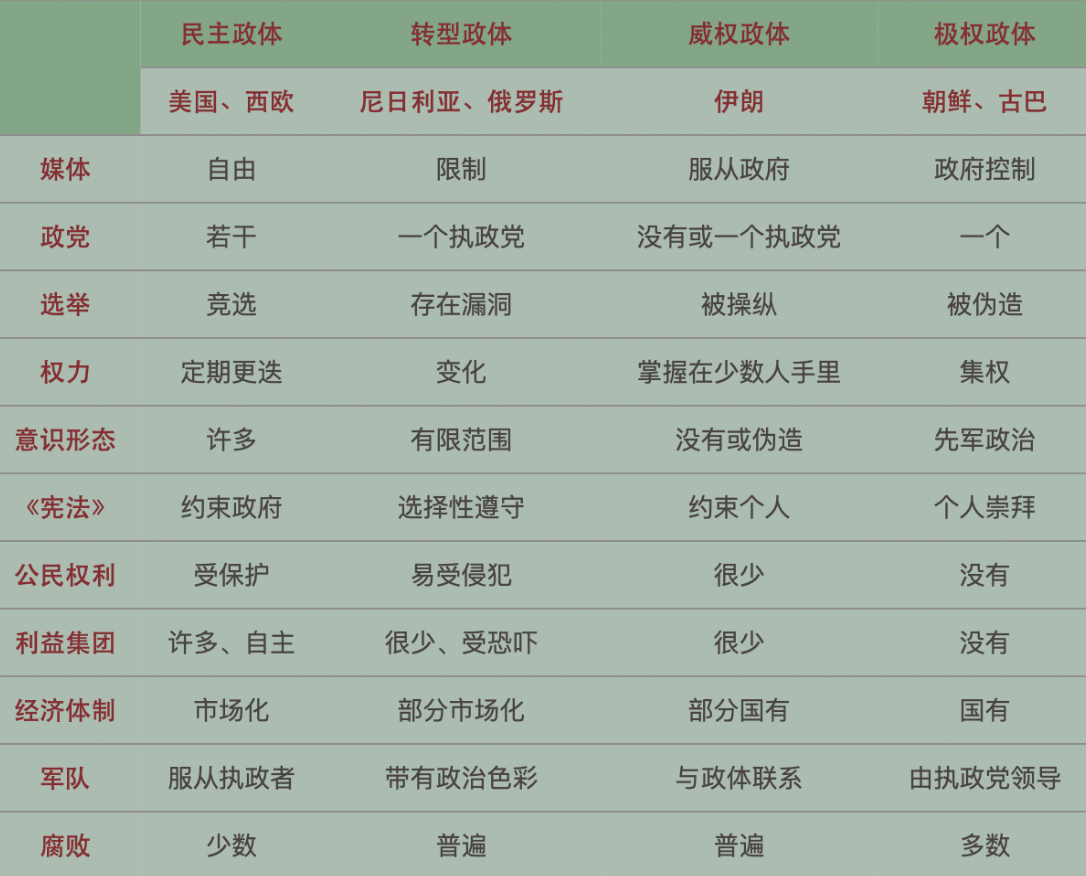 民主政体 转型政体 威权政体 极权政体
美国、西欧 尼日利亚、俄罗斯 伊朗 朝鲜、古巴
媒体 自由 限制 服从政府 政府控制
政党 若干 一个执政党 没有或一个执政党 一个
选举 竞选 存在漏洞 被操纵 被伪造
权力 定期更迭 变化 掌握在少数人手里 集权
意识形态 许多 有限范围 没有或伪造 先军政治
《宪法》 约束政府 选择性遵守 约束个人 个人崇拜
公民权利 受保护 易受侵犯 很少 没有
利益集团 许多、自主 很少、受恐吓 很少 没有
经济体制 市场化 部分市场化 部分国有 国有
军队 服从执政者 带有政治色彩 与政体联系 由执政党领导
腐败 少数 普遍 普遍 多数